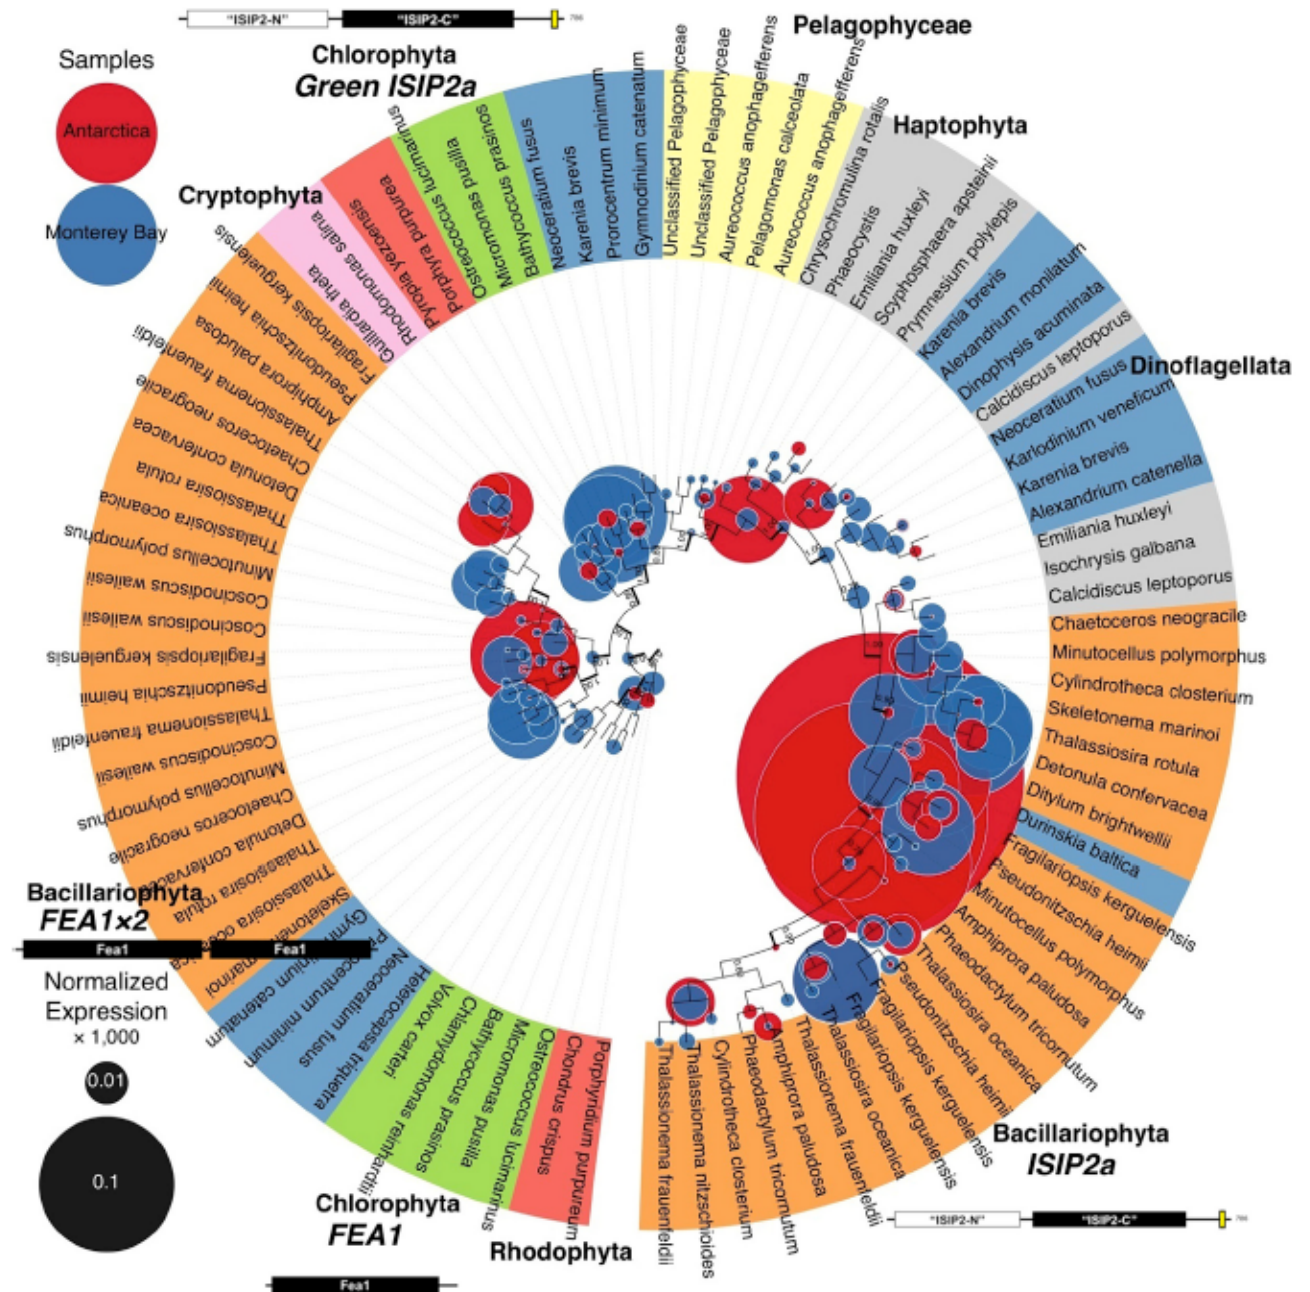 "ISIP2-N"
"ISIP2-C"
786
Chlorophyta
Green ISIP2a
Samples
Antarctica
Monterey Bay
Cryptophyta
Pelagophyceae
Haptophyta
Dinoflagellata
Ostreococcus lucimarinus
Micromonas pusilla
Bathycoccus prasinos
Neoceratium fusus
Karenia brevis
Prorocentrum minimum
Gymnodinium catenatum
Unclassified Pelagophyceae
Unclassified Pelagophyceae
Aureococcus anophagefferens
Pelagomonas calceolata
Aureococcus anophagefferens
Chrysochromulina rotalis
Phaeocystis
Emiliania huxleyi
Scyphosphaera apsteinii
Prymnesium polylepis
Karenia brevis
Alexandrium monilatum
Dinophysis acuminata
Calcidiscus leptoporus
Neoceratium fusus
Karlodinium veneficum
Karenia brevis
Alexandrium catenella
Emiliania huxleyi
Isochrysis galbana
Calcidiscus leptoporus
Chaetoceros neogracile
Minutocellus polymorphus
Cylindrotheca closterium
Skeletonema marinoi
Thalassiosira rotula
Detonula confervacea
Ditylum brightwellii
Durinskia baltica
Fragilariopsis kerguelensis
Pseudonitzschia heimii
Minutocellus polymorphus
Amphiprora paludosa
Phaeodactylum tricornutum
Thalassiosira oceanica
Pseudonitzschia heimii
Fragilariopsis kerguelensis
Fragilariopsis kerguelensis
Thalassiosira oceanica
Thalassionema frauenfeldii
Amphiprora paludosa
Phaeodactylum tricornutum
Cylindrotheca closterium
Thalassionema nitzschioides
Thalassionema frauenfeldii
Bacillariophyta
ISIP2a
"ISIP2-N"
"ISIP2-C"
786
Porphyridium purpureum
Chondrus crispus
Rhodophyta
Ostreococcus lucimarinus
Micromonas pusilla
Bathycoccus prasinos
Chlamydomonas reinhardtii
Volvox carteri
Chlorophyta
FEA1
Fea1
Heterocapsa triquetra
Neoceratium fusus
Prorocentrum minimum
Gymnodinium catenatum
Skeletonema marinoi
Thalassiosira oceanica
Thalassiosira rotula
Detonula confervacea
Chaetoceros neogracile
Minutocellus polymorphus
Coscinodiscus wailesii
Thalassionema frauenfeldii
Pseudonitzschia heimii
Fragilariopsis kerguelensis
Coscinodiscus wailesii
Coscinodiscus wailesii
Minutocellus polymorphus
Thalassiosira oceanica
Thalassiosira rotula
Detonula confervacea
Chaetoceros neogracile
Thalassionema frauenfeldii
Amphiprora paludosa
Pseudonitzschia heimii
Fragilariopsis kerguelensis
Guillardia theta
Rhodomonas salina
Pyropia yezoensis
Porphyra purpurea
Bacillariophyta
FEA1×2
Fea1
Fea1
Normalized
Expression
× 1,000
0.01
0.1